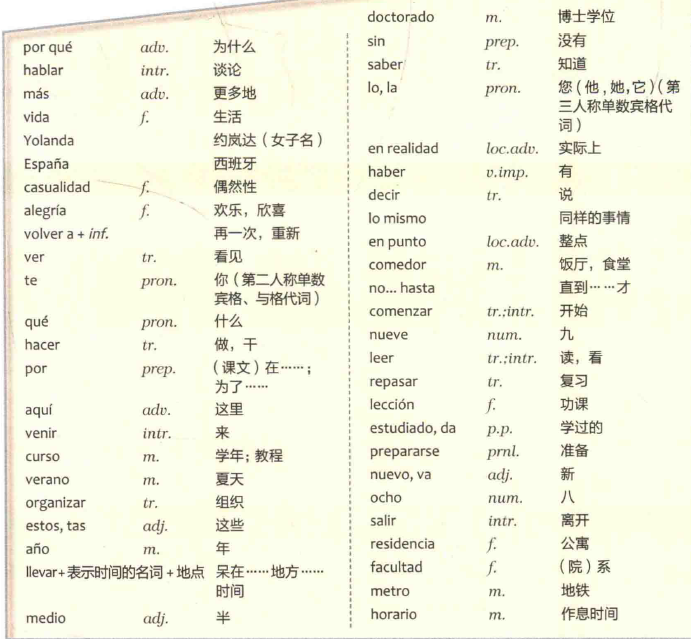 por qué adv. 为什么
hablar intr. 谈论
más adv. 更多地
vida f. 生活
Yolanda 约岚达（女子名）
España 西班牙
casualidad f. 偶然性
alegría f. 欢乐，欣喜
volver a + inf. 再一次，重新
ver tr. 看见
te pron. 你（第二人称单数
宾格、与格代词）
qué pron. 什么
hacer tr. 做，干
por prep. （课文）在……；
为了……
aquí adv. 这里
venir intr. 来
curso m. 学年；教程
verano m. 夏天
organizar tr. 组织
estos, tas adj. 这些
año m. 年
llevar+表示时间的名词+地点 呆在……地方……
时间
medio adj. 半
doctorado m. 博士学位
sin prep. 没有
saber tr. 知道
lo, la pron. 您（他，她，它）（第
三人称单数宾格代
词）
en realidad loc.adv. 实际上
haber v.imp. 有
decir tr. 说
lo mismo 同样的事情
en punto loc.adv. 整点
comedor m. 饭厅，食堂
no... hasta 直到……才
comenzar tr.;intr. 开始
nueve num. 九
leer tr.;intr. 读，看
repasar tr. 复习
lección f. 功课
estudiado, da p.p. 学过的
prepararse prnl. 准备
nuevo, va adj. 新
ocho num. 八
salir intr. 离开
residencia f. 公寓
facultad f. （院）系
metro m. 地铁
horario m. 作息时间